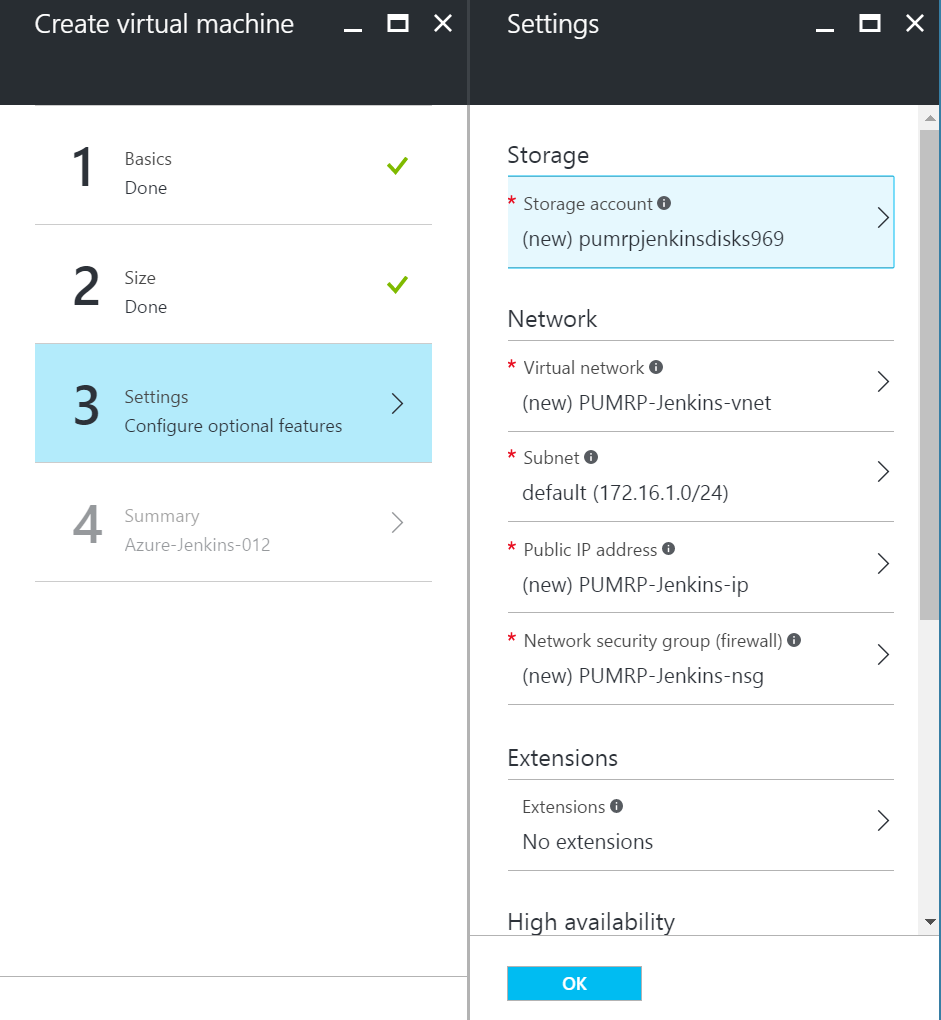 Create virtual machine
1
Basics
Done
2
Size
Done
3
Settings
Configure optional features
4
Summary
Azure-Jenkins-012
Settings
Storage
* Storage account
(new) pumrpjenkinsdisks969
Network
* Virtual network
(new) PUMRP-Jenkins-vnet
* Subnet
default (172.16.1.0/24)
* Public IP address
(new) PUMRP-Jenkins-ip
* Network security group (firewall)
(new) PUMRP-Jenkins-nsg
Extensions
Extensions
No extensions
High availability
OK